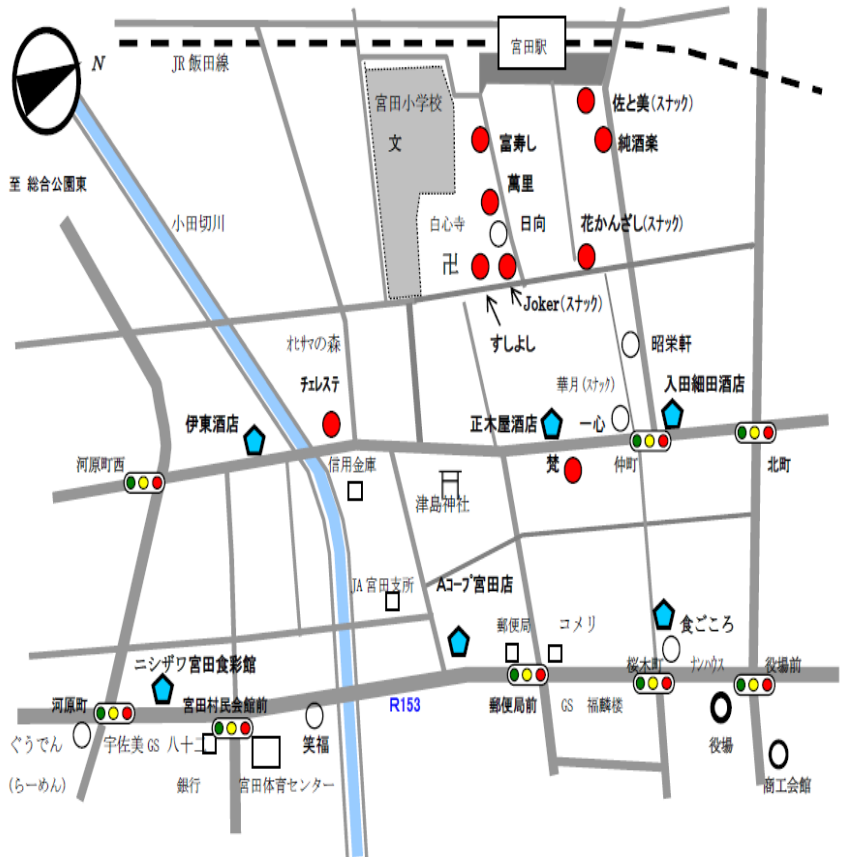 宮田駅
N
JR 飯田線
宮田小学校
佐と美(スナック)
文
富寿し
純酒楽
至 総合公園東
萬里
小田切川
白心寺
日向
花かんざし(スナック)
卍
Joker(スナック)
すしよし
オヒサマの森
昭栄軒
チェレステ
華月(スナック)
入田細田酒店
伊東酒店
正木屋酒店
一心
河原町西
信用金庫
梵
仲町
北町
津島神社
JA 宮田支所
Aコープ宮田店
郵便局
コメリ
食ごころ
ニシザワ宮田食彩館
桜木町
ナンハウス
役場前
河原町
宮田村民会館前
R153
郵便局前
GS
福麟楼
ぐうでん
宇佐美 GS
八十二
笑福
役場
(らーめん)
銀行
宮田体育センター
商工会館